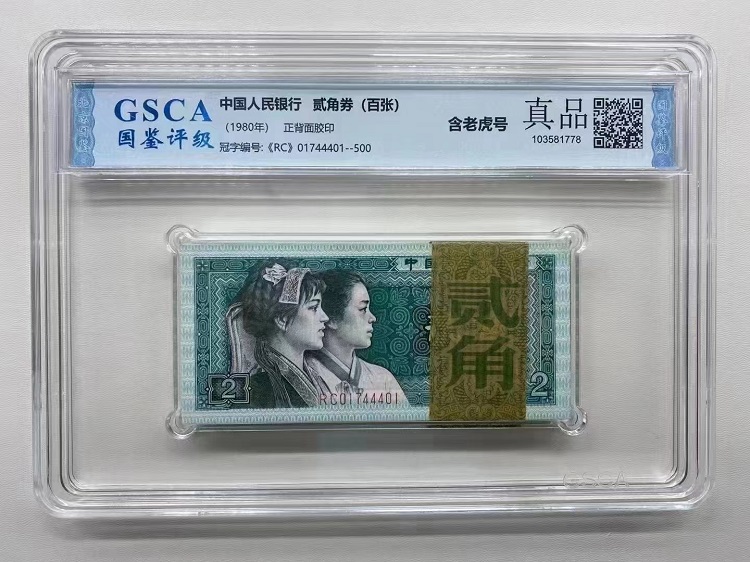 GSCA
国鉴评级
中国人民银行 贰角券（百张）
（1980年） 正背面胶印
冠字编号:《RC》01744401--500
含老虎号
真品
103581778
中国
贰角
2
RC01744401
2
GSCA